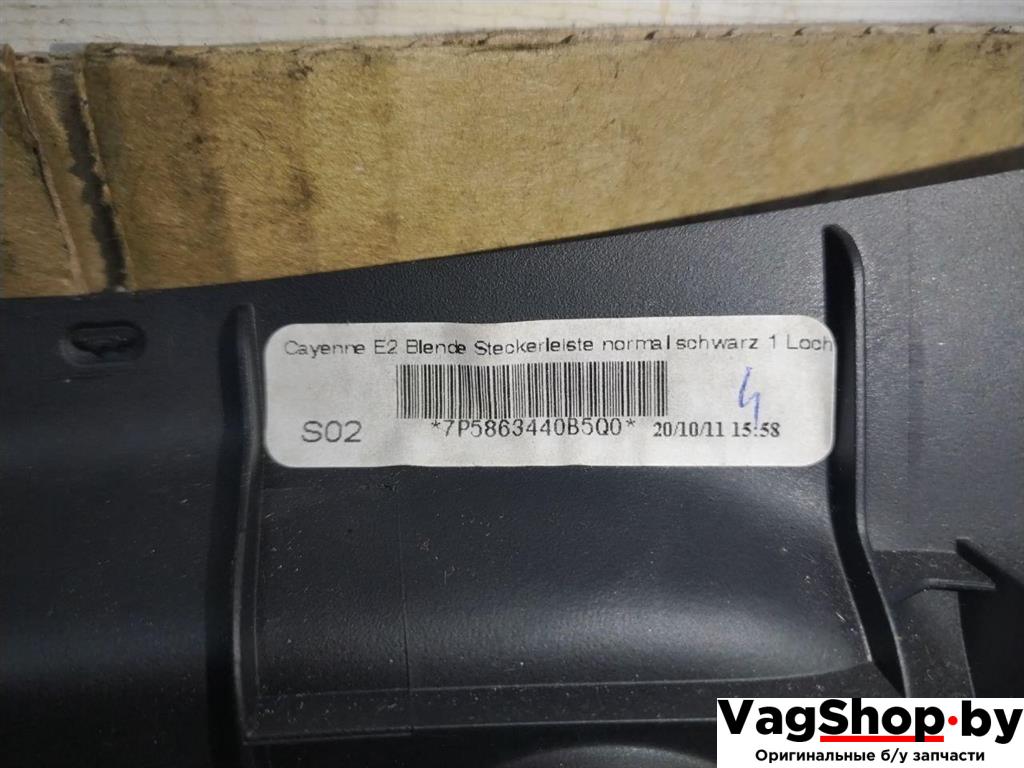 Cayenne E2 Blende Steckerleiste normal schwarz 1 Loch
4
S02
*7P5863440B5Q0*
20/10/11 15:58
VagShop.by
Оригинальные б/у запчасти